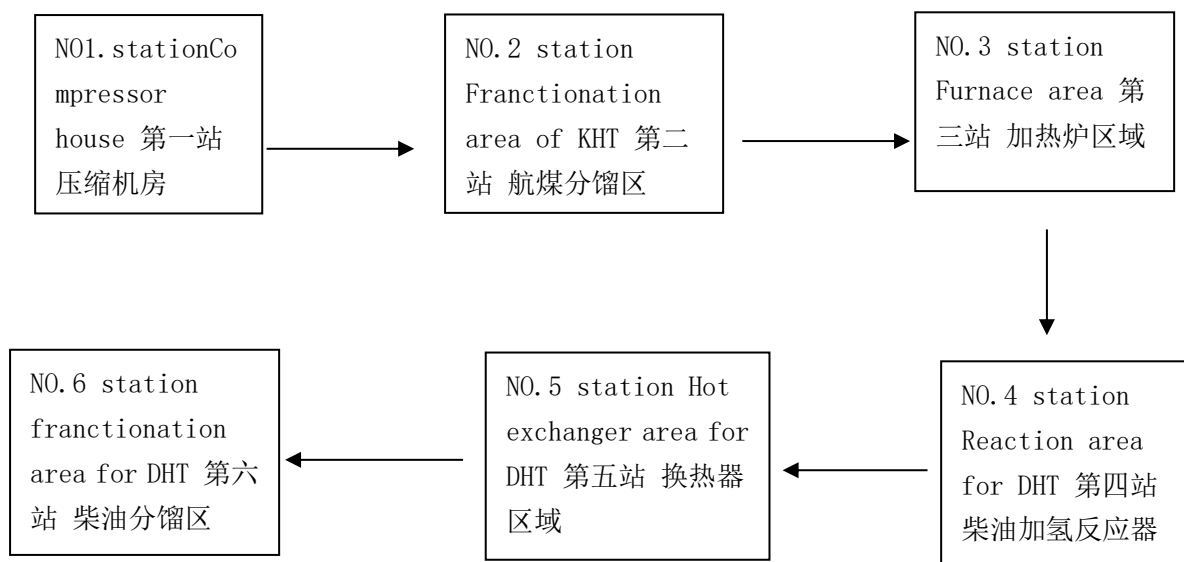 NO1.stationCo
mpressor
house 第一站
压缩机房
NO.2 station
Franctionation
area of KHT 第二
站 航煤分馏区
NO.3 station
Furnace area 第
三站 加热炉区域
NO.4 station
Reaction area
for DHT 第四站
柴油加氢反应器
NO.5 station Hot
exchanger area for
DHT 第五站 换热器
区域
NO.6 station
franctionation
area for DHT 第六
站 柴油分馏区